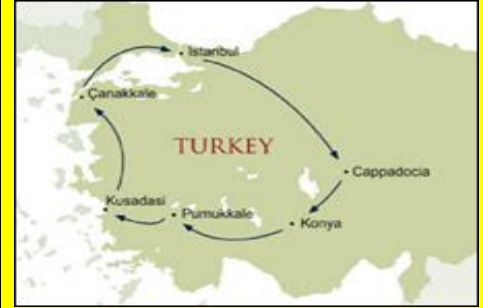 Istanbul
Çanakkale
TURKEY
Cappadocia
Kusadasi
Pumukkale
Konya